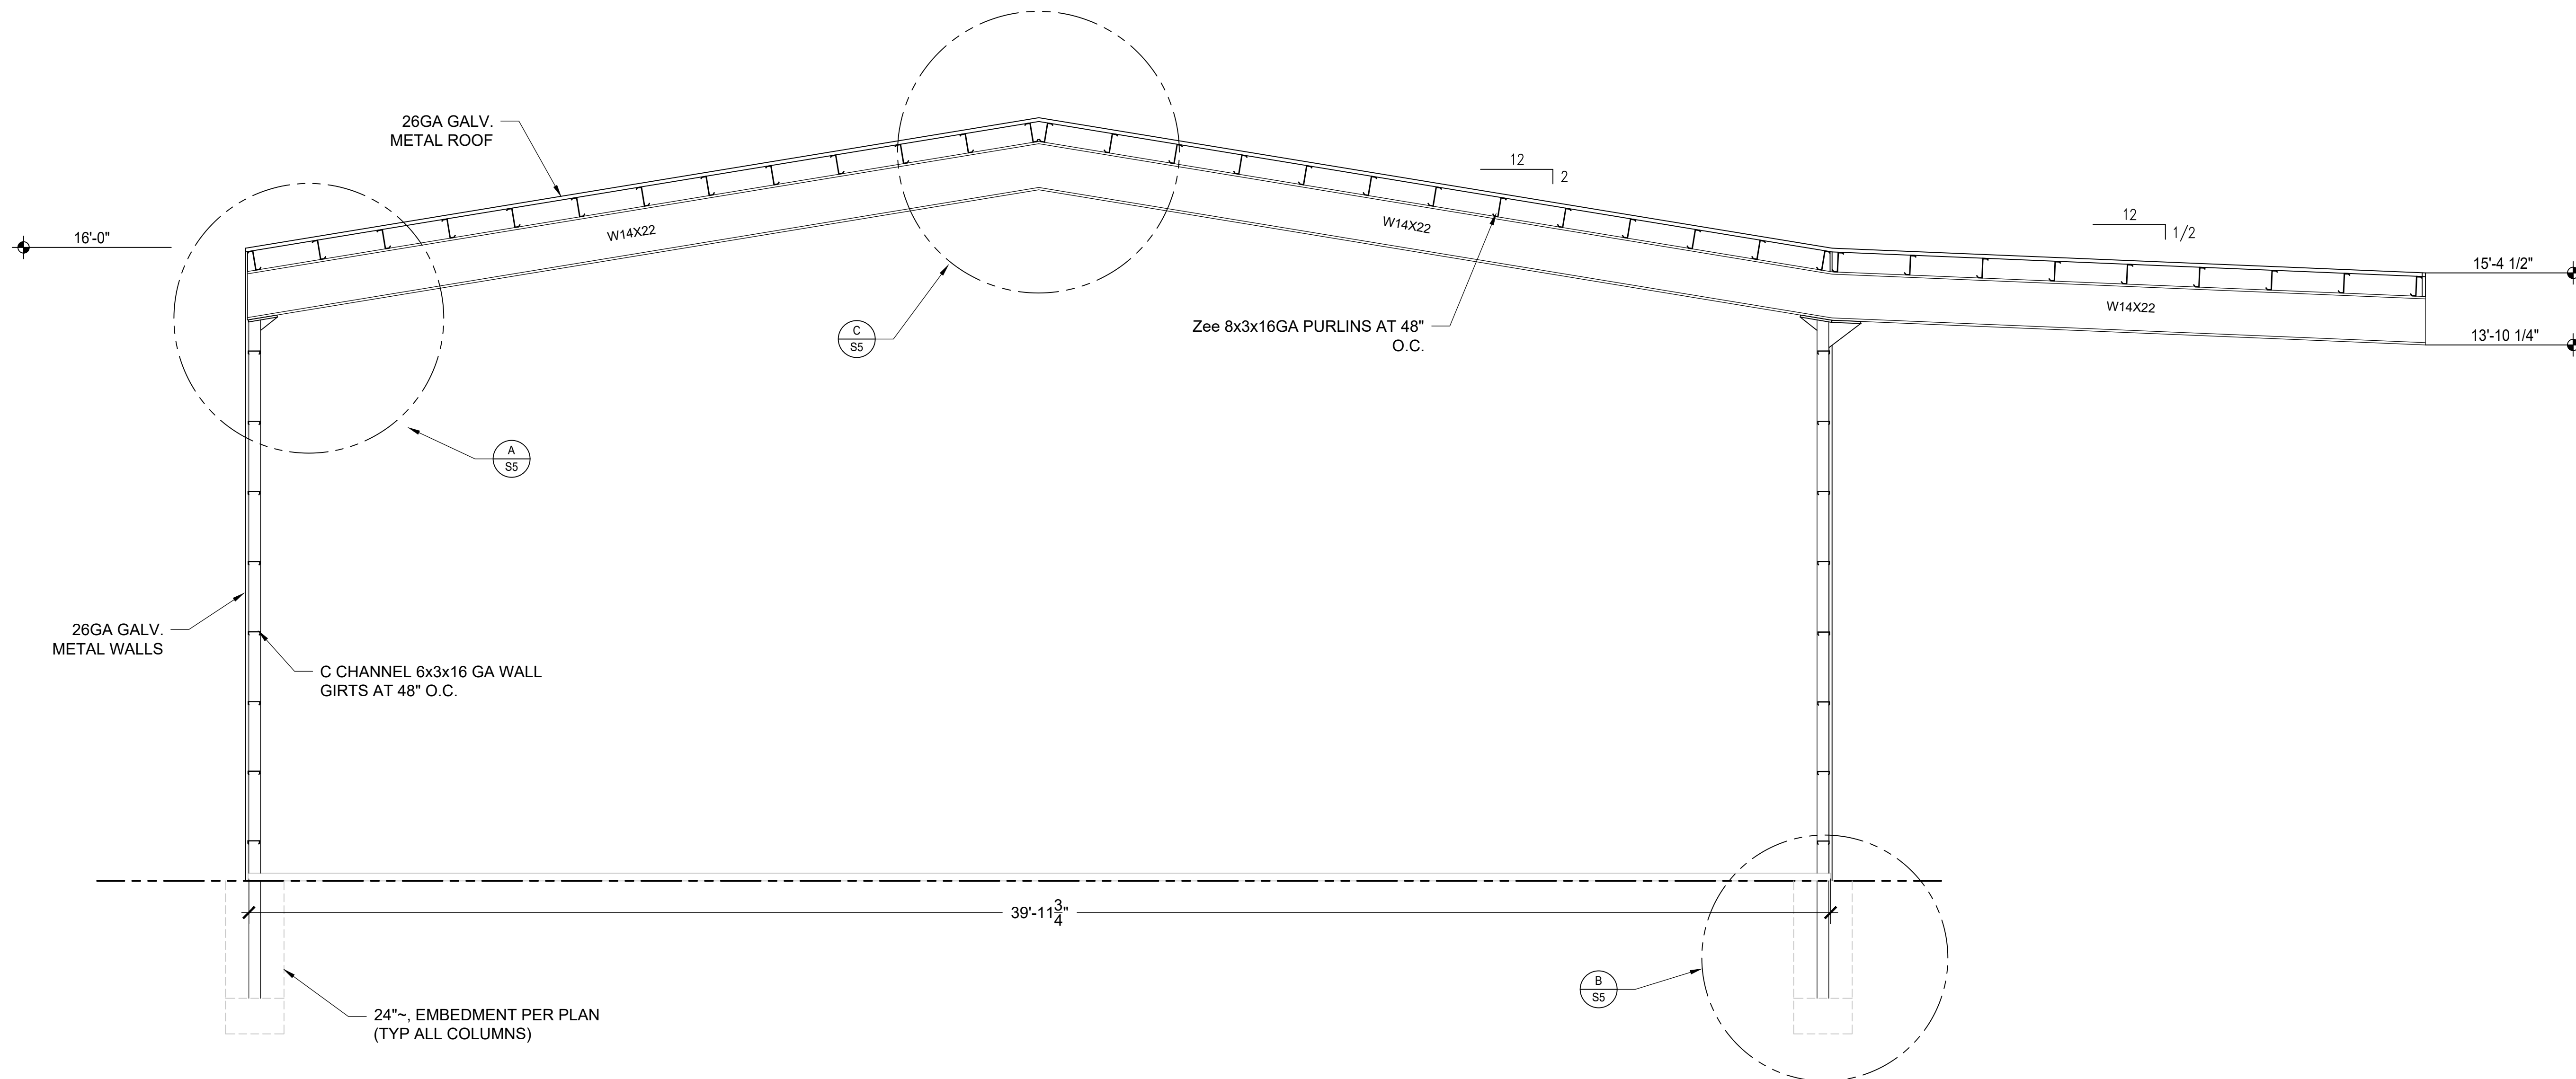 26GA GALV.
METAL ROOF
12
2
W14X22
W14X22
12
1/2
16'-0"
15'-4 1/2"
W14X22
13'-10 1/4"
Zee 8x3x16GA PURLINS AT 48"
O.C.
C
S5
A
S5
26GA GALV.
METAL WALLS
C CHANNEL 6x3x16 GA WALL
GIRTS AT 48" O.C.
39'-11 3/4"
B
S5
24"~, EMBEDMENT PER PLAN
(TYP ALL COLUMNS)